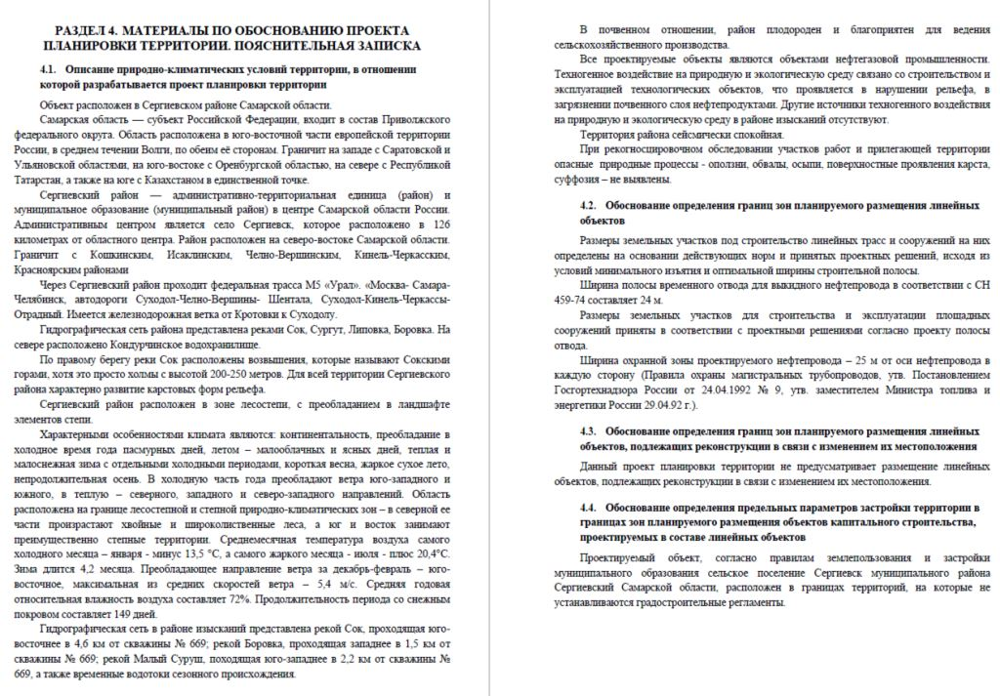 РАЗДЕЛ 4. МАТЕРИАЛЫ ПО ОБОСНОВАНИЮ ПРОЕКТА
ПЛАНИРОВКИ ТЕРРИТОРИИ. ПОЯСНИТЕЛЬНАЯ ЗАПИСКА
4.1. Описание природно-климатических условий территории, в отношении
которой разрабатывается проект планировки территории
Объект расположен в Сергиевском районе Самарской области.
Самарская область — субъект Российской Федерации, входит в состав Приволжского
федерального округа. Область расположена в юго-восточной части европейской территории
России, в среднем течении Волги, по обеим её сторонам. Граничит на западе с Саратовской и
Ульяновской областями, на юго-востоке с Оренбургской областью, на севере с Республикой
Татарстан, а также на юге с Казахстаном в единственной точке.
Сергиевский район — административно-территориальная единица (район) и
муниципальное образование (муниципальный район) в центре Самарской области России.
Административным центром является село Сергиевск, которое расположено в 126
километрах от областного центра. Район расположен на северо-востоке Самарской области.
Граничит с Кошкинским, Исаклинским, Челно-Вершинским, Кинель-Черкасским,
Красноярским районами
Через Сергиевский район проходит федеральная трасса М5 «Урал». «Москва- Самара-
Челябинск, автодороги Суходол-Челно-Вершины- Шентала, Суходол-Кинель-Черкассы-
Отрадный. Имеется железнодорожная ветка от Кротовки к Суходолу.
Гидрографическая сеть района представлена реками Сок, Сургут, Липовка, Боровка. На
севере расположено Кондурчинское водохранилище.
По правому берегу реки Сок расположены возвышения, которые называют Сокскими
горами, хотя это просто холмы с высотой 200-250 метров. Для всей территории Сергиевского
района характерно развитие карстовых форм рельефа.
Сергиевский район расположен в зоне лесостепи, с преобладанием в ландшафте
элементов степи.
Характерными особенностями климата являются: континентальность, преобладание в
холодное время года пасмурных дней, летом – малооблачных и ясных дней, теплая и
малоснежная зима с отдельными холодными периодами, короткая весна, жаркое сухое лето,
непродолжительная осень. В холодную часть года преобладают ветра юго-западного и
южного, в теплую – северного, западного и северо-западного направлений. Область
расположена на границе лесостепной и степной природно-климатических зон – в северной ее
части произрастают хвойные и широколиственные леса, а юг и восток занимают
преимущественно степные территории. Среднемесячная температура воздуха самого
холодного месяца – января - минус 13,5 °С, а самого жаркого месяца - июля - плюс 20,4°С.
Зима длится 4,2 месяца. Преобладающее направление ветра за декабрь-февраль – юго-
восточное, максимальная из средних скоростей ветра – 5,4 м/с. Средняя годовая
относительная влажность воздуха составляет 72%. Продолжительность периода со снежным
покровом составляет 149 дней.
Гидрографическая сеть в районе изысканий представлена рекой Сок, проходящая юго-
восточнее в 4,6 км от скважины № 669; рекой Боровка, проходящая западнее в 1,5 км от
скважины № 669; рекой Малый Суруш, походящая юго-западнее в 2,2 км от скважины №
669, а также временные водотоки сезонного происхождения.
В почвенном отношении, район плодороден и благоприятен для ведения
сельскохозяйственного производства.
Все проектируемые объекты являются объектами нефтегазовой промышленности.
Техногенное воздействие на природную и экологическую среду связано со строительством и
эксплуатацией технологических объектов, что проявляется в нарушении рельефа, в
загрязнении почвенного слоя нефтепродуктами. Другие источники техногенного воздействия
на природную и экологическую среду в районе изысканий отсутствуют.
Территория района сейсмически спокойная.
При рекогносцировочном обследовании участков работ и прилегающей территории
опасные природные процессы - оползни, обвалы, осыпи, поверхностные проявления карста,
суффозия – не выявлены.
4.2. Обоснование определения границ зон планируемого размещения линейных
объектов
Размеры земельных участков под строительство линейных трасс и сооружений на них
определены на основании действующих норм и принятых проектных решений, исходя из
условий минимального изъятия и оптимальной ширины строительной полосы.
Ширина полосы временного отвода для выкидного нефтепровода в соответствии с СН
459-74 составляет 24 м.
Размеры земельных участков для строительства и эксплуатации площадных
сооружений приняты в соответствии с проектными решениями согласно проекту полосы
отвода.
Ширина охранной зоны проектируемого нефтепровода – 25 м от оси нефтепровода в
каждую сторону (Правила охраны магистральных трубопроводов, утв. Постановлением
Госгортехнадзора России от 24.04.1992 № 9, утв. заместителем Министра топлива и
энергетики России 29.04.92 г.).
4.3. Обоснование определения границ зон планируемого размещения линейных
объектов, подлежащих реконструкции в связи с изменением их местоположения
Данный проект планировки территории не предусматривает размещение линейных
объектов, подлежащих реконструкции в связи с изменением их местоположения.
4.4. Обоснование определения предельных параметров застройки территории в
границах зон планируемого размещения объектов капитального строительства,
проектируемых в составе линейных объектов
Проектируемый объект, согласно правилам землепользования и застройки
муниципального образования сельское поселение Сергиевск муниципального района
Сергиевский Самарской области, расположен в границах территорий, на которые не
устанавливаются градостроительные регламенты.